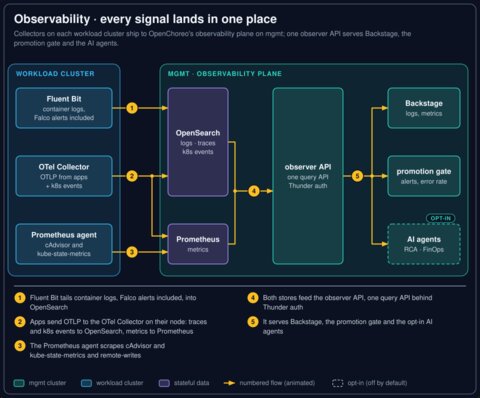 Observability · every signal lands in one place
Collectors on each workload cluster ship to OpenChoreo's observability plane on mgmt; one observer API serves Backstage, the
promotion gate and the AI agents.
WORKLOAD CLUSTER
MGMT · OBSERVABILITY PLANE
Fluent Bit
container logs,
Falco alerts included
1
OpenSearch
logs · traces
k8s events
OTel Collector
OTLP from apps
+ k8s events
2
Prometheus agent
cAdvisor and
kube-state-metrics
3
Prometheus
metrics
4
observer API
one query API
Thunder auth
5
Backstage
logs, metrics
promotion gate
alerts, error rate
OPT-IN
AI agents
RCA · FinOps
1 Fluent Bit tails container logs, Falco alerts included, into
OpenSearch
2 Apps send OTLP to the OTel Collector on their node: traces
and k8s events to OpenSearch, metrics to Prometheus
3 The Prometheus agent scrapes cAdvisor and
kube-state-metrics and remote-writes
4 Both stores feed the observer API, one query API behind
Thunder auth
5 It serves Backstage, the promotion gate and the opt-in AI
agents
mgmt cluster
workload cluster
stateful data
numbered flow (animated)
opt-in (off by default)